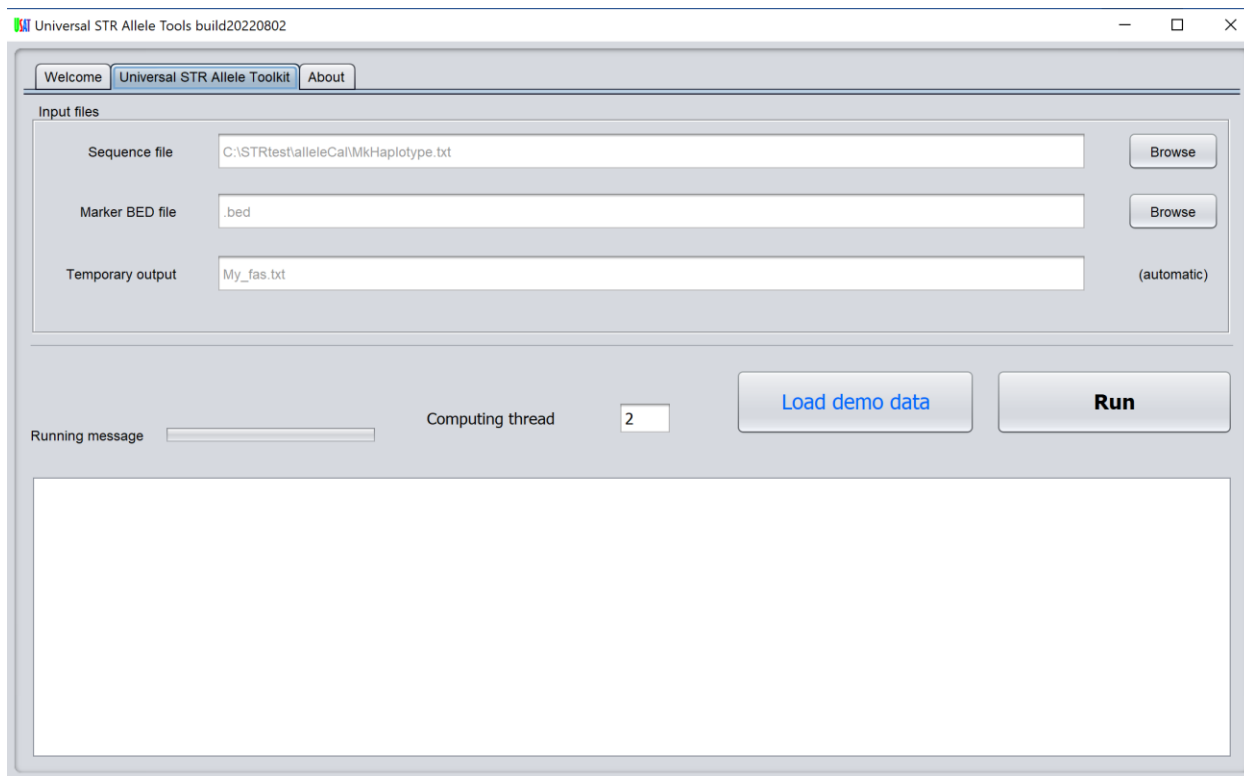 USAT Universal STR Allele Tools build20220802
Welcome Universal STR Allele Toolkit About
Input files
Sequence file C:\STRtest\alleleCal\MkHaplotype.txt Browse
Marker BED file .bed Browse
Temporary output My_fas.txt (automatic)
Load demo data Run
Computing thread 2
Running message